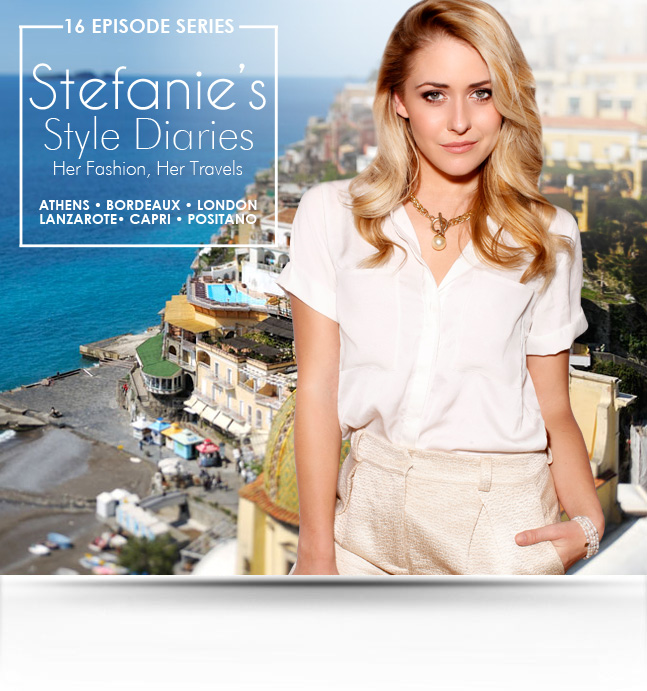 16 EPISODE SERIES
Stefanie's
Style Diaries
Her Fashion, Her Travels
ATHENS • BORDEAUX • LONDON
LANZAROTE• CAPRI • POSITANO